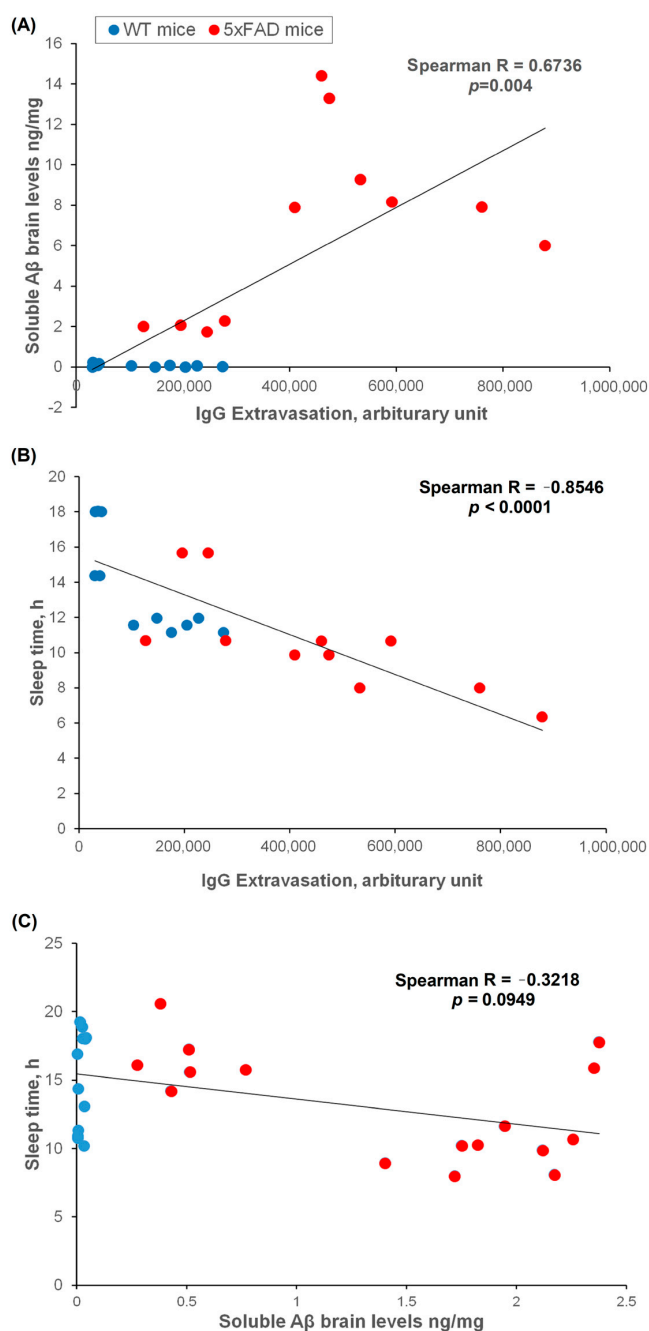 (A)
WT mice 5xFAD mice
Spearman R = 0.6736
p=0.004
Soluble Aβ brain levels ng/mg
16
14
12
10
8
6
4
2
0
-2
0 200,000 400,000 600,000 800,000 1,000,000
IgG Extravasation, arbiturary unit
(B)
Spearman R = -0.8546
p < 0.0001
Sleep time, h
20
18
16
14
12
10
8
6
4
2
0
0 200,000 400,000 600,000 800,000 1,000,000
IgG Extravasation, arbiturary unit
(C)
Spearman R = -0.3218
p = 0.0949
Sleep time, h
25
20
15
10
5
0
0 0.5 1 1.5 2 2.5
Soluble Aβ brain levels ng/mg